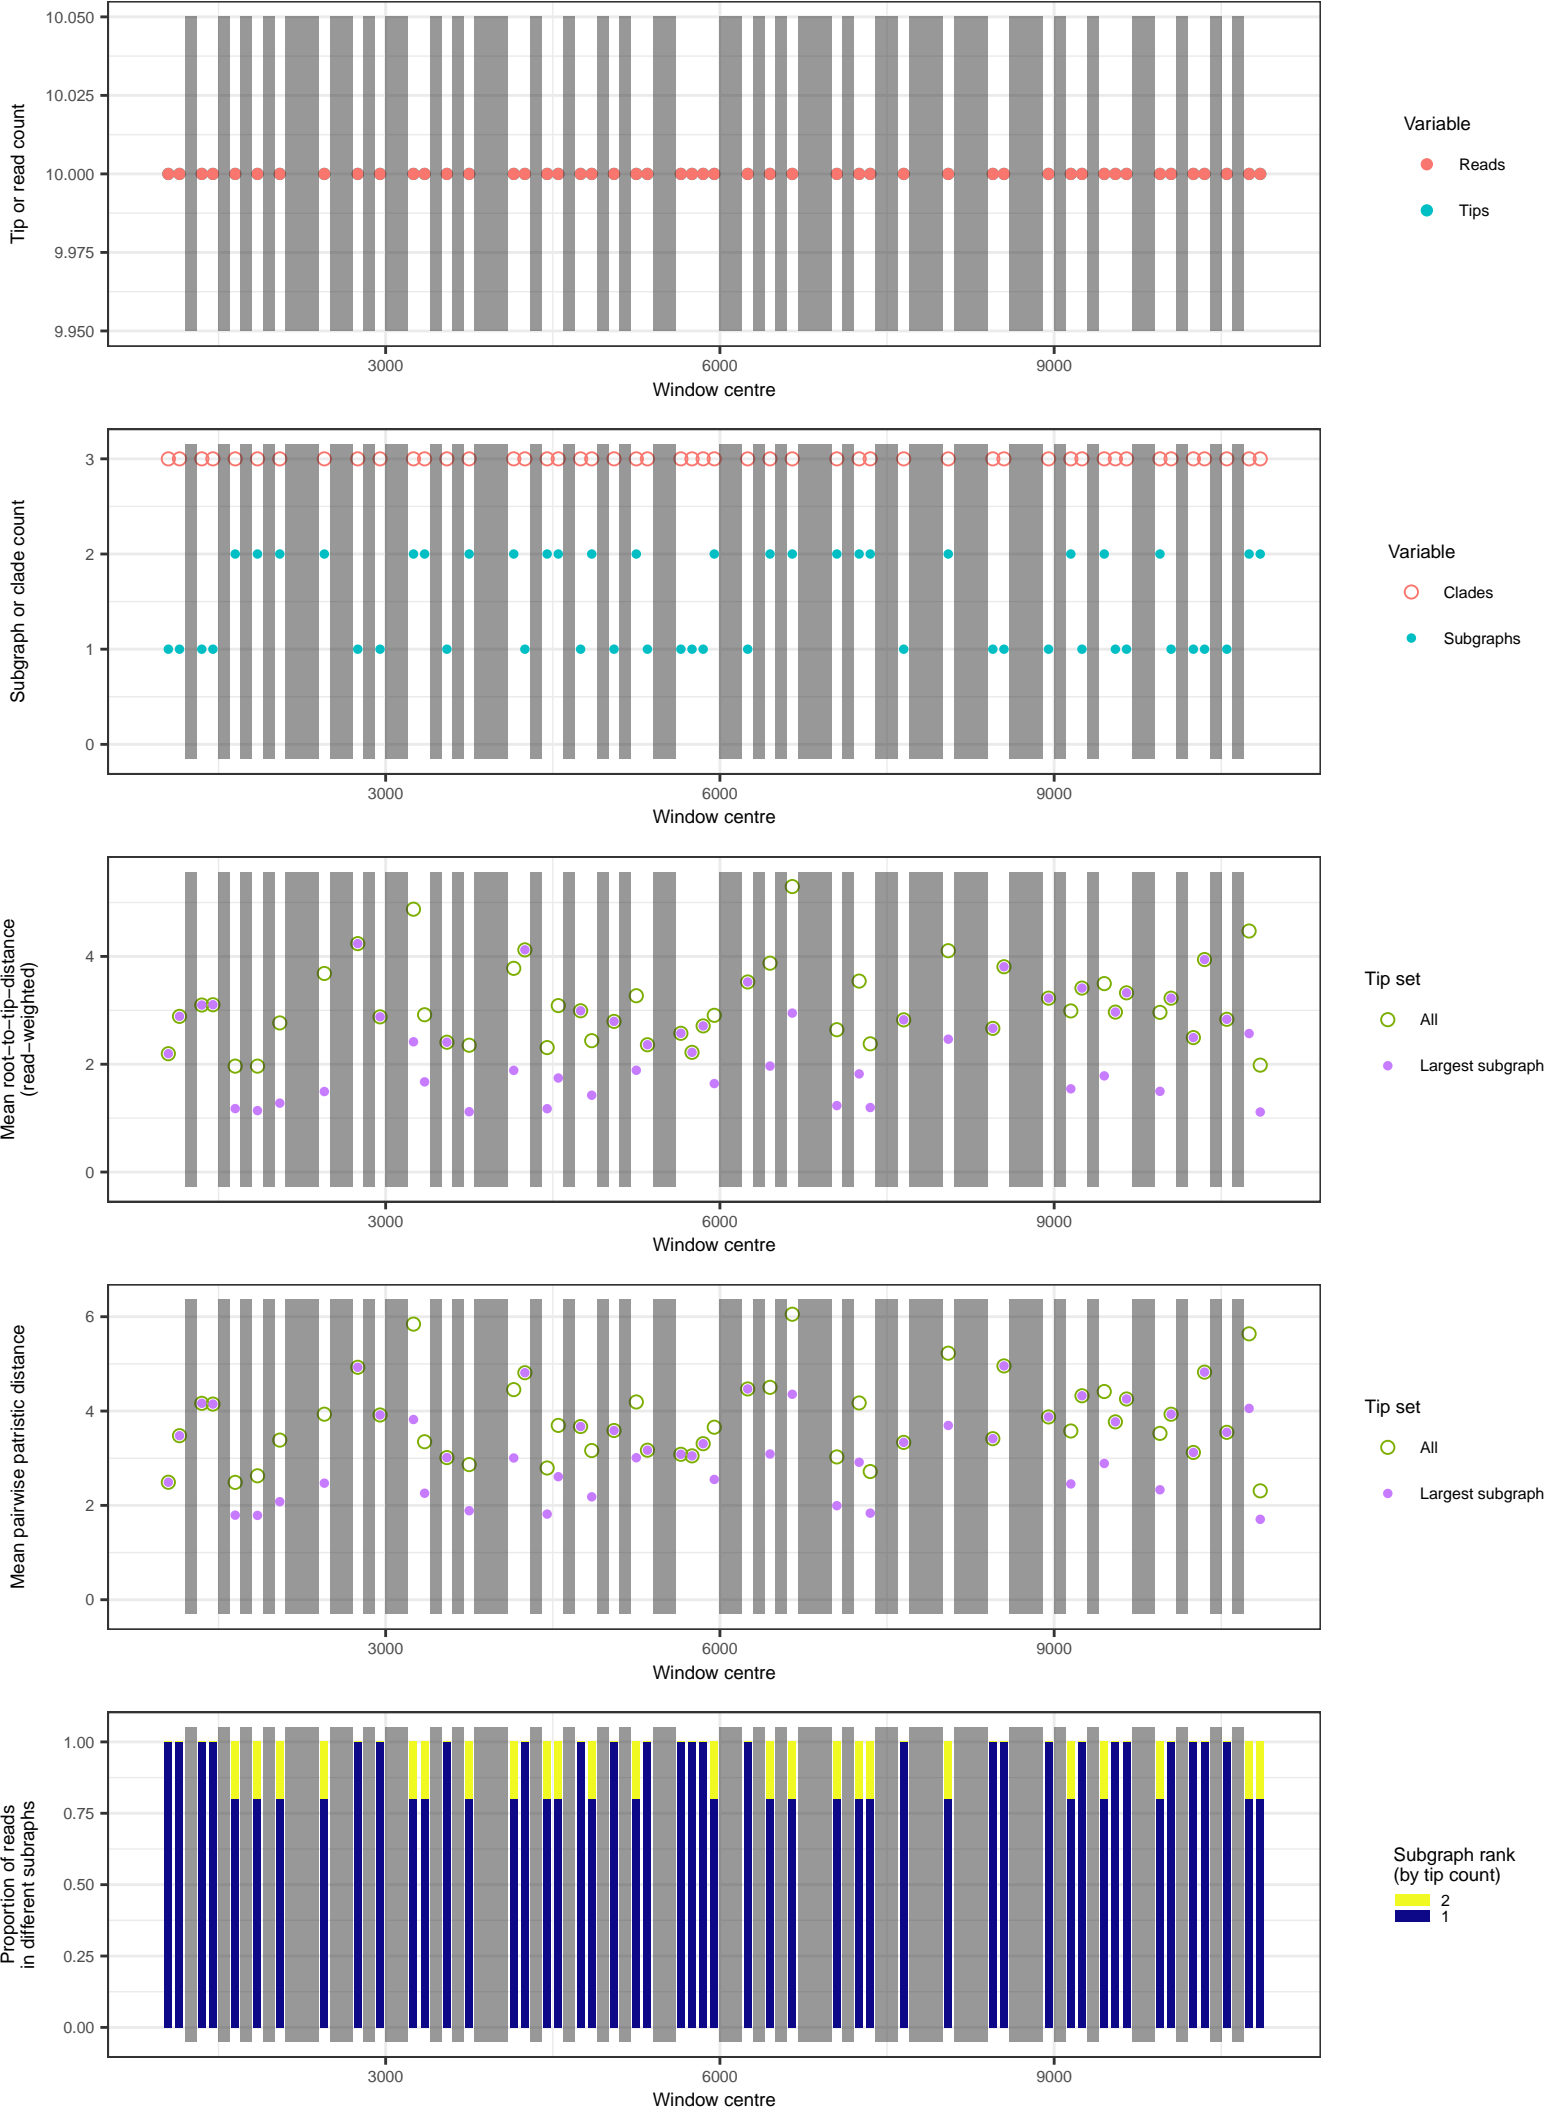 10.050
10.025
10.000
9.975
9.950
Tip or read count
3000 6000 9000
Window centre
Variable
Reads
Tips
3
2
1
0
Subgraph or clade count
3000 6000 9000
Window centre
Variable
Clades
Subgraphs
4
2
0
Mean root−to−tip−distance
(read−weighted)
3000 6000 9000
Window centre
Tip set
All
Largest subgraph
6
4
2
0
Mean pairwise patristic distance
3000 6000 9000
Window centre
Tip set
All
Largest subgraph
1.00
0.75
0.50
0.25
0.00
Proportion of reads
in different subraphs
3000 6000 9000
Window centre
Subgraph rank
(by tip count)
2
1